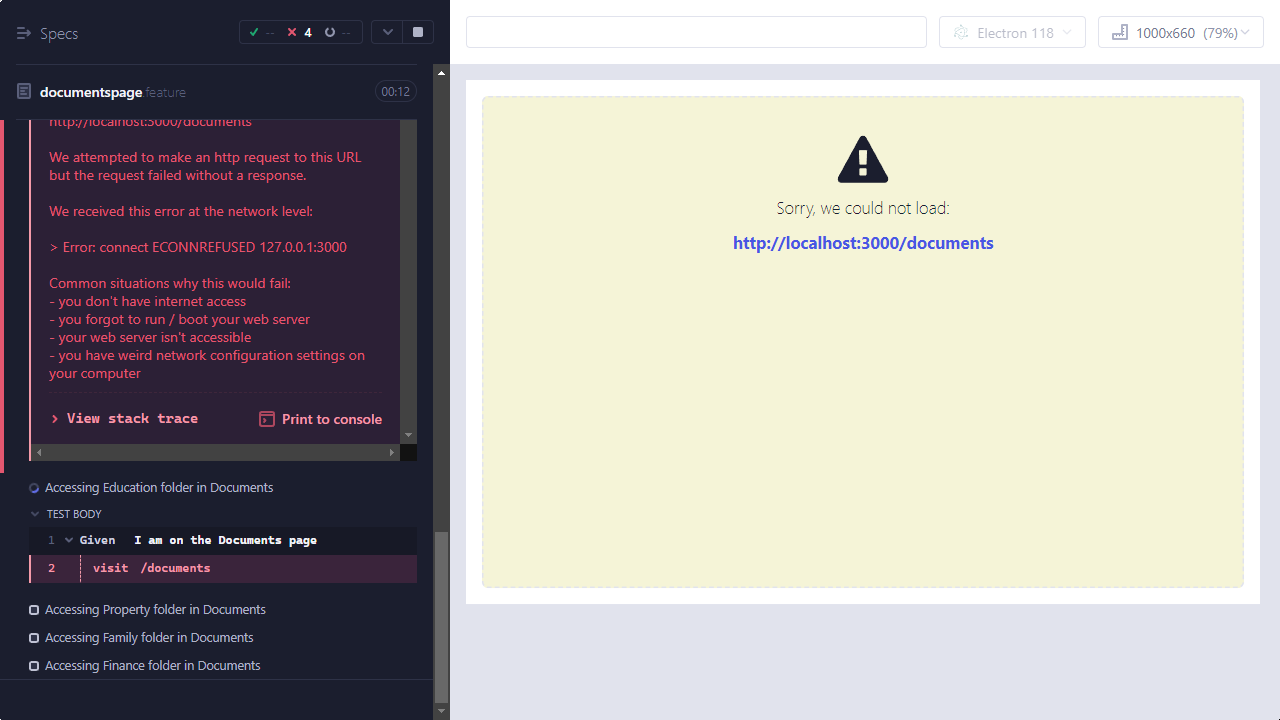 Specs
--
4
--
documentspage feature
00:12
http://localhost:3000/documents
We attempted to make an http request to this URL
but the request failed without a response.
We received this error at the network level:
> Error: connect ECONNREFUSED 127.0.0.1:3000
Common situations why this would fail:
- you don't have internet access
- you forgot to run / boot your web server
- your web server isn't accessible
- you have weird network configuration settings on
your computer
View stack trace
Print to console
Accessing Education folder in Documents
TEST BODY
1 Given I am on the Documents page
2 visit /documents
Accessing Property folder in Documents
Accessing Family folder in Documents
Accessing Finance folder in Documents
Electron 118
1000x660 (79%)
Sorry, we could not load:
http://localhost:3000/documents